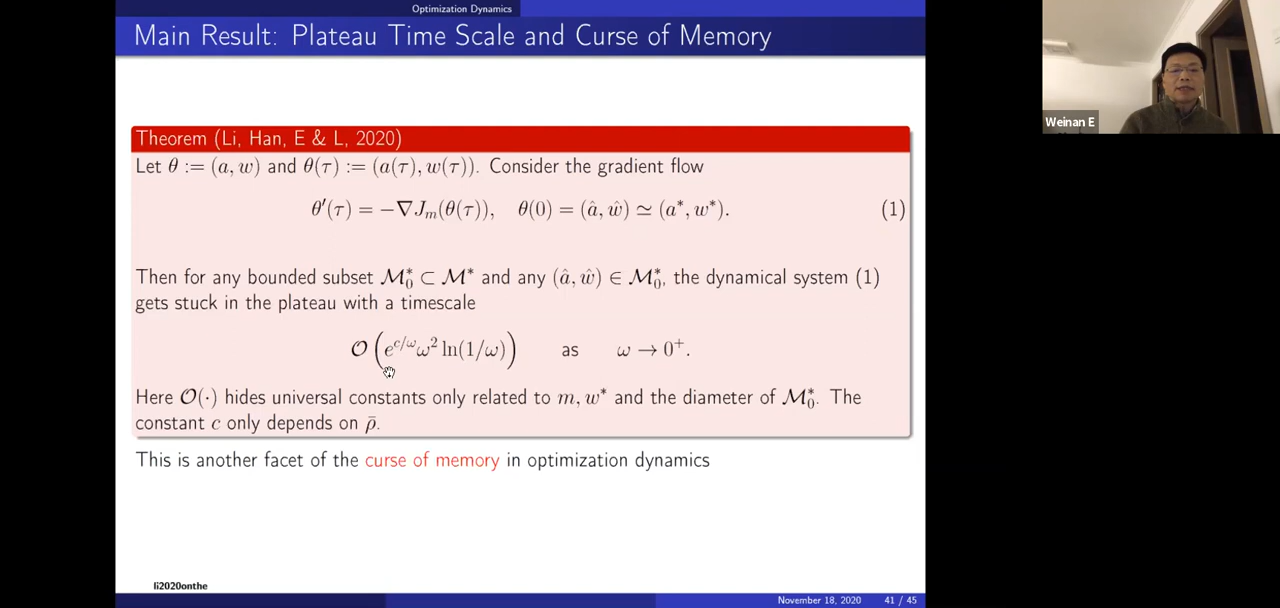 Optimization Dynamics
Main Result: Plateau Time Scale and Curse of Memory
Weinan E
Theorem (Li, Han, E & L, 2020)
Let θ := (a, w) and θ(τ) := (a(τ), w(τ)). Consider the gradient flow
θ′(τ) = −∇J_m(θ(τ)), θ(0) = (â, ŵ) ≃ (a*, w*). (1)
Then for any bounded subset M₀* ⊂ M* and any (â, ŵ) ∈ M₀*, the dynamical system (1)
gets stuck in the plateau with a timescale
O(e^{c/ω}ω² ln(1/ω)) as ω → 0⁺.
Here O(·) hides universal constants only related to m, w* and the diameter of M₀*. The
constant c only depends on ρ̄.
This is another facet of the curse of memory in optimization dynamics
li2020onthe
November 18, 2020 41 / 45